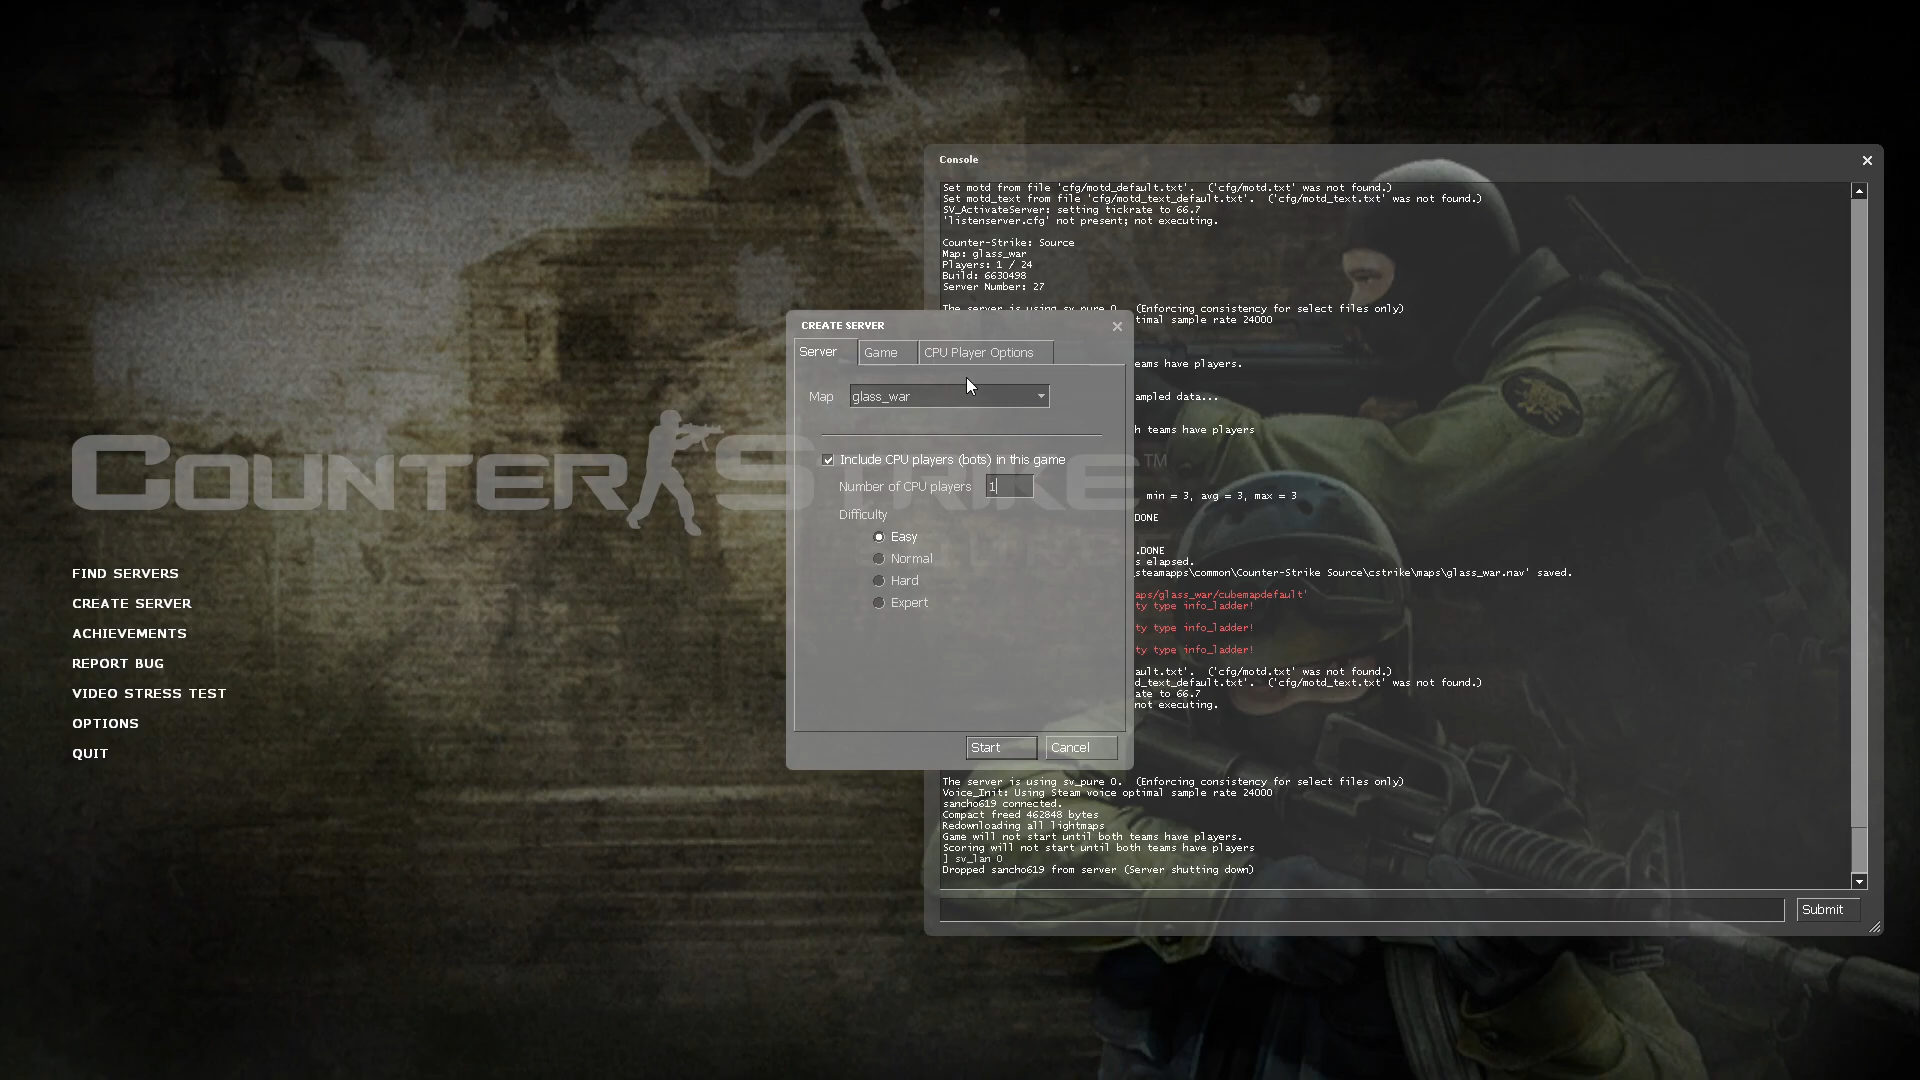 Console
Set motd from file 'cfg/motd_default.txt'.  ('cfg/motd.txt' was not found.)
Set motd_text from file 'cfg/motd_text_default.txt'.  ('cfg/motd_text.txt' was not found.)
SV_ActivateServer: setting tickrate to 66.7
'listenserver.cfg' not present; not executing.
Counter-Strike: Source
Map: glass_war
Players: 1 / 24
Build: 6630498
Server Number: 27
The server is using sv_pure 0.  (Enforcing consistency for select files only)
timal sample rate 24000
eams have players.
ampled data...
h teams have players
min = 3, avg = 3, max = 3
DONE
.DONE
s elapsed.
steamapps\common\Counter-Strike Source\cstrike\maps\glass_war.nav' saved.
aps/glass_war/cubemapdefault'
ty type info_ladder!
ty type info_ladder!
ty type info_ladder!
ault.txt'.  ('cfg/motd.txt' was not found.)
d_text_default.txt'.  ('cfg/motd_text.txt' was not found.)
ate to 66.7
not executing.
The server is using sv_pure 0.  (Enforcing consistency for select files only)
Voice_Init: Using Steam voice optimal sample rate 24000
sancho619 connected.
Compact freed 462848 bytes
Redownloading all lightmaps
Game will not start until both teams have players.
Scoring will not start until both teams have players
] sv_lan 0
Dropped sancho619 from server (Server shutting down)
Submit
CREATE SERVER
Server Game CPU Player Options
Map glass_war
Include CPU players (bots) in this game
Number of CPU players 1
Difficulty
Easy
Normal
Hard
Expert
Start Cancel
COUNTER STRIKE™
FIND SERVERS
CREATE SERVER
ACHIEVEMENTS
REPORT BUG
VIDEO STRESS TEST
OPTIONS
QUIT